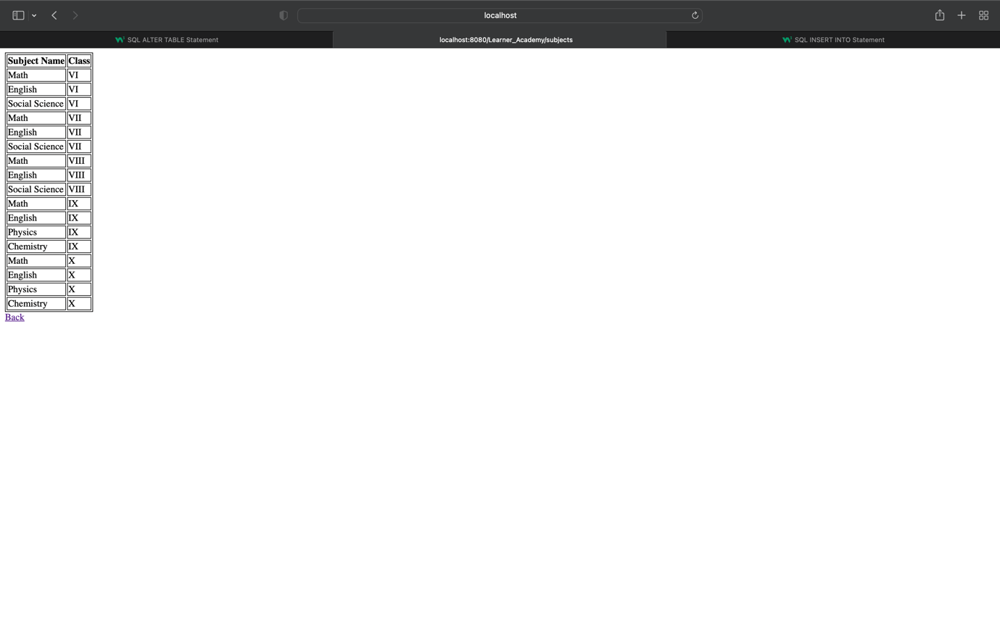 localhost
SQL ALTER TABLE Statement
localhost:8080/Learner_Academy/subjects
SQL INSERT INTO Statement
Subject Name Class
Math VI
English VI
Social Science VI
Math VII
English VII
Social Science VII
Math VIII
English VIII
Social Science VIII
Math IX
English IX
Physics IX
Chemistry IX
Math X
English X
Physics X
Chemistry X
Back